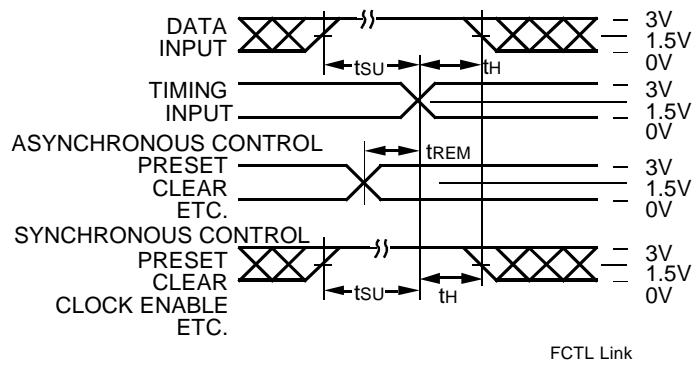 DATA
INPUT
3V
1.5V
0V
tSU
tH
TIMING
INPUT
3V
1.5V
0V
ASYNCHRONOUS CONTROL
PRESET
CLEAR
ETC.
tREM
3V
1.5V
0V
SYNCHRONOUS CONTROL
PRESET
CLEAR
CLOCK ENABLE
ETC.
tSU
tH
3V
1.5V
0V
FCTL Link